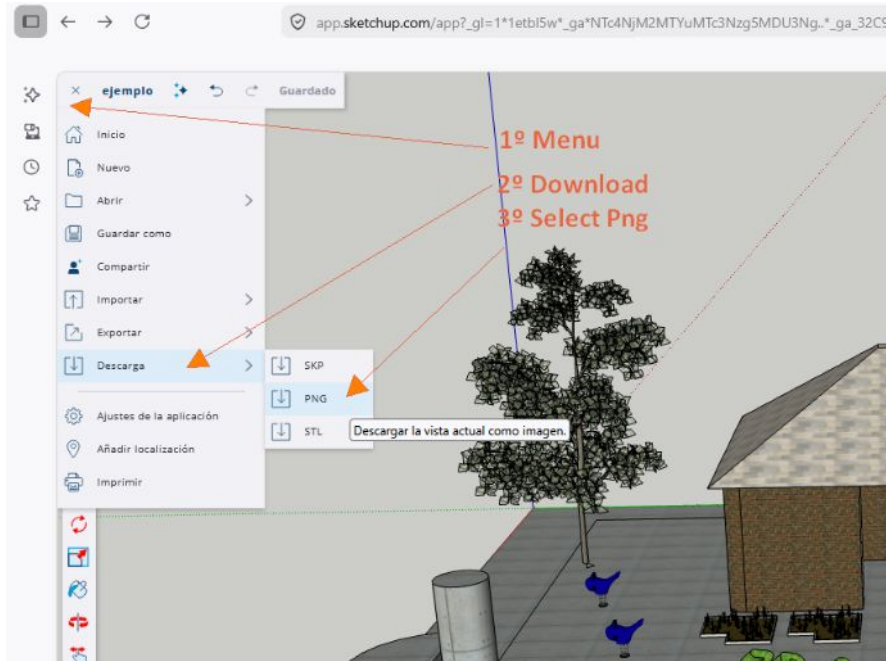 app.sketchup.com/app?_gl=1*1etbl5w*_ga*NTc4NjM2MTYuMTc3Nzg5MDU3Ng..*_ga_32C9
ejemplo
Guardado
Inicio
Nuevo
Abrir
Guardar como
Compartir
Importar
Exportar
Descarga
Ajustes de la aplicación
Añadir localización
Imprimir
SKP
PNG
STL
Descargar la vista actual como imagen.
1º Menu
2º Download
3º Select Png